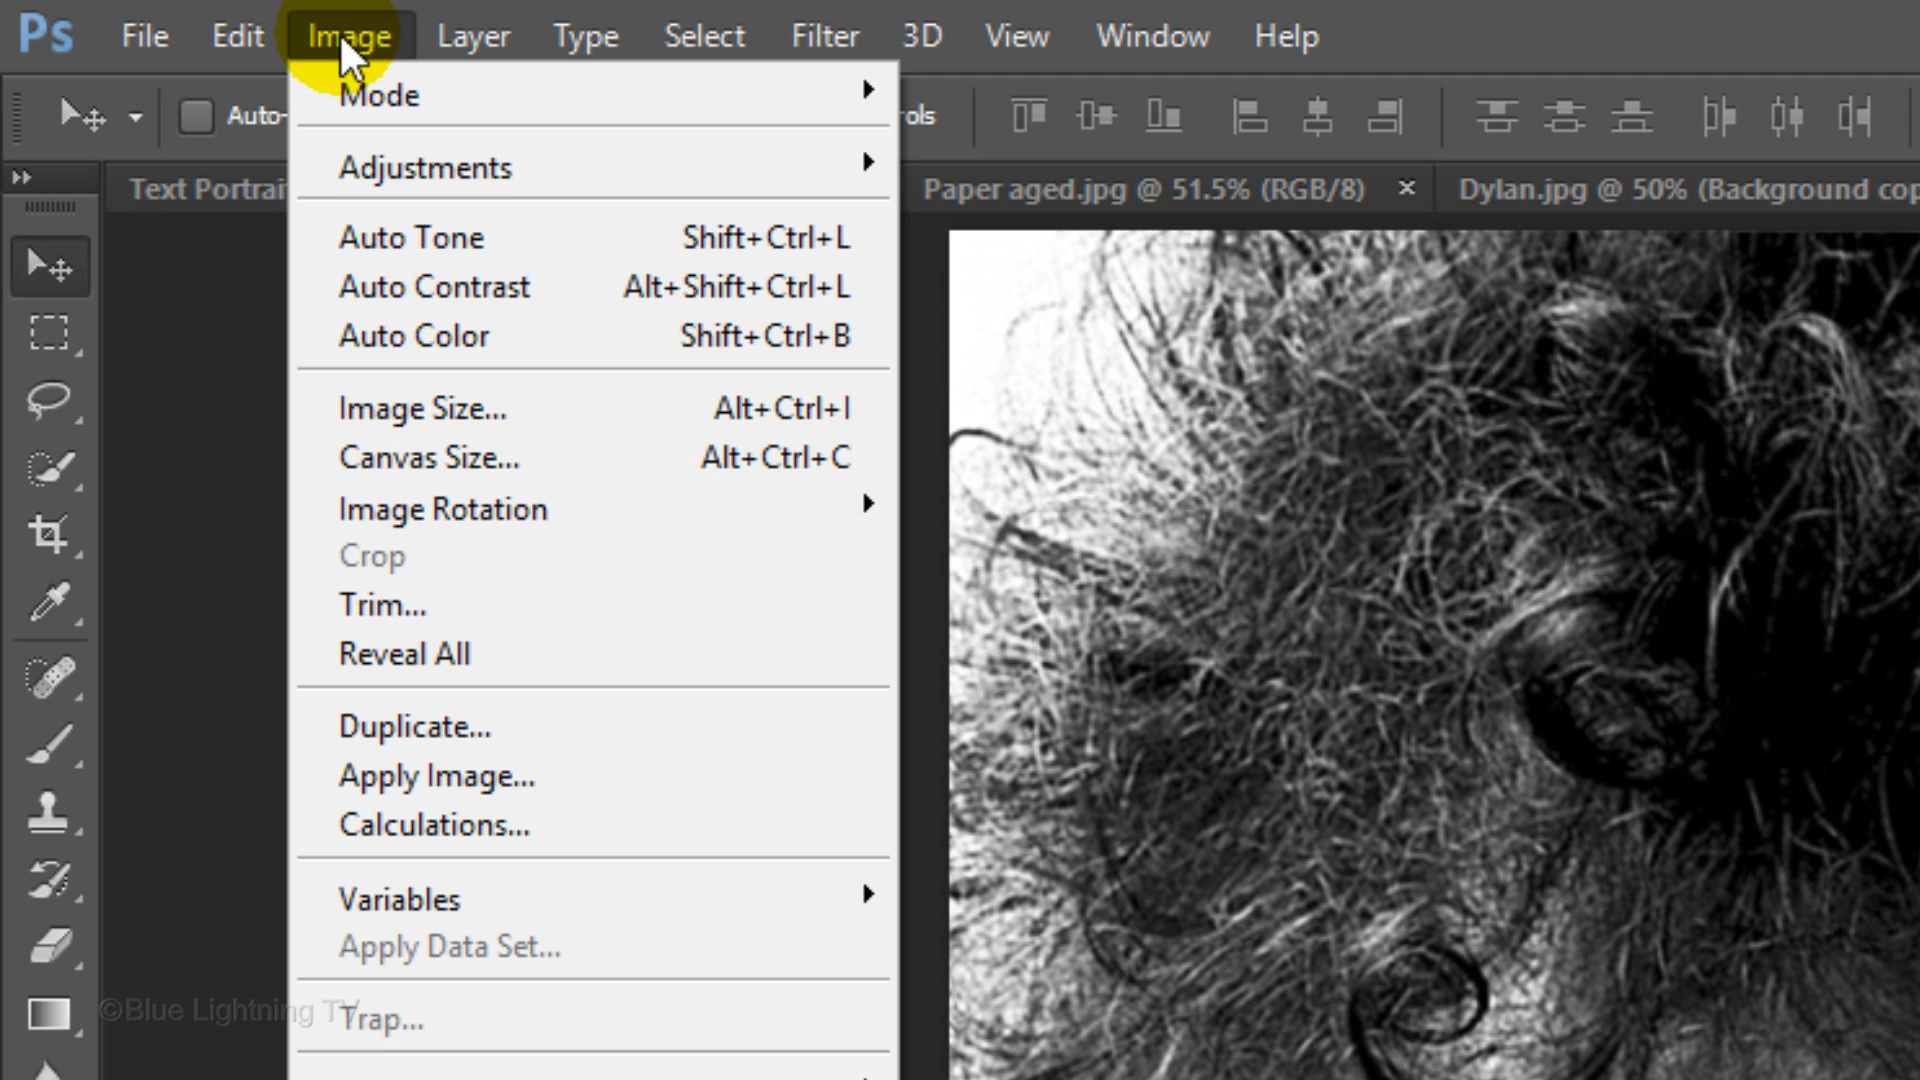 Ps File Edit Image Layer Type Select Filter 3D View Window Help
Auto-
ols
Text Portrai
Paper aged.jpg @ 51.5% (RGB/8) ×
Dylan.jpg @ 50% (Background cop
Mode
Adjustments
Auto Tone Shift+Ctrl+L
Auto Contrast Alt+Shift+Ctrl+L
Auto Color Shift+Ctrl+B
Image Size... Alt+Ctrl+I
Canvas Size... Alt+Ctrl+C
Image Rotation
Crop
Trim...
Reveal All
Duplicate...
Apply Image...
Calculations...
Variables
Apply Data Set...
©Blue Lightning TV
Trap...